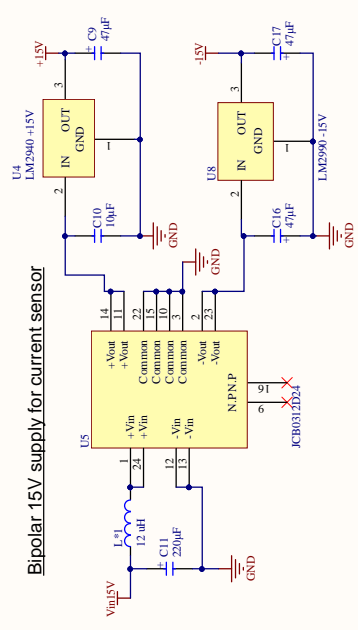 Bipolar 15V supply for current sensor
Vin15V
L*1
12 uH
C11
220µF
GND
U5
1
24
12
13
+Vin
+Vin
-Vin
-Vin
+Vout
+Vout
Common
Common
Common
Common
-Vout
-Vout
14
11
22
15
10
3
2
23
N.P
N.P
9
16
JCB0312D24
GND
C10
10µF
GND
U4
LM2940 +15V
2
IN
OUT
GND
3
1
+15V
C9
47µF
C16
47µF
GND
U8
LM2990 -15V
2
IN
OUT
GND
3
1
-15V
C17
47µF